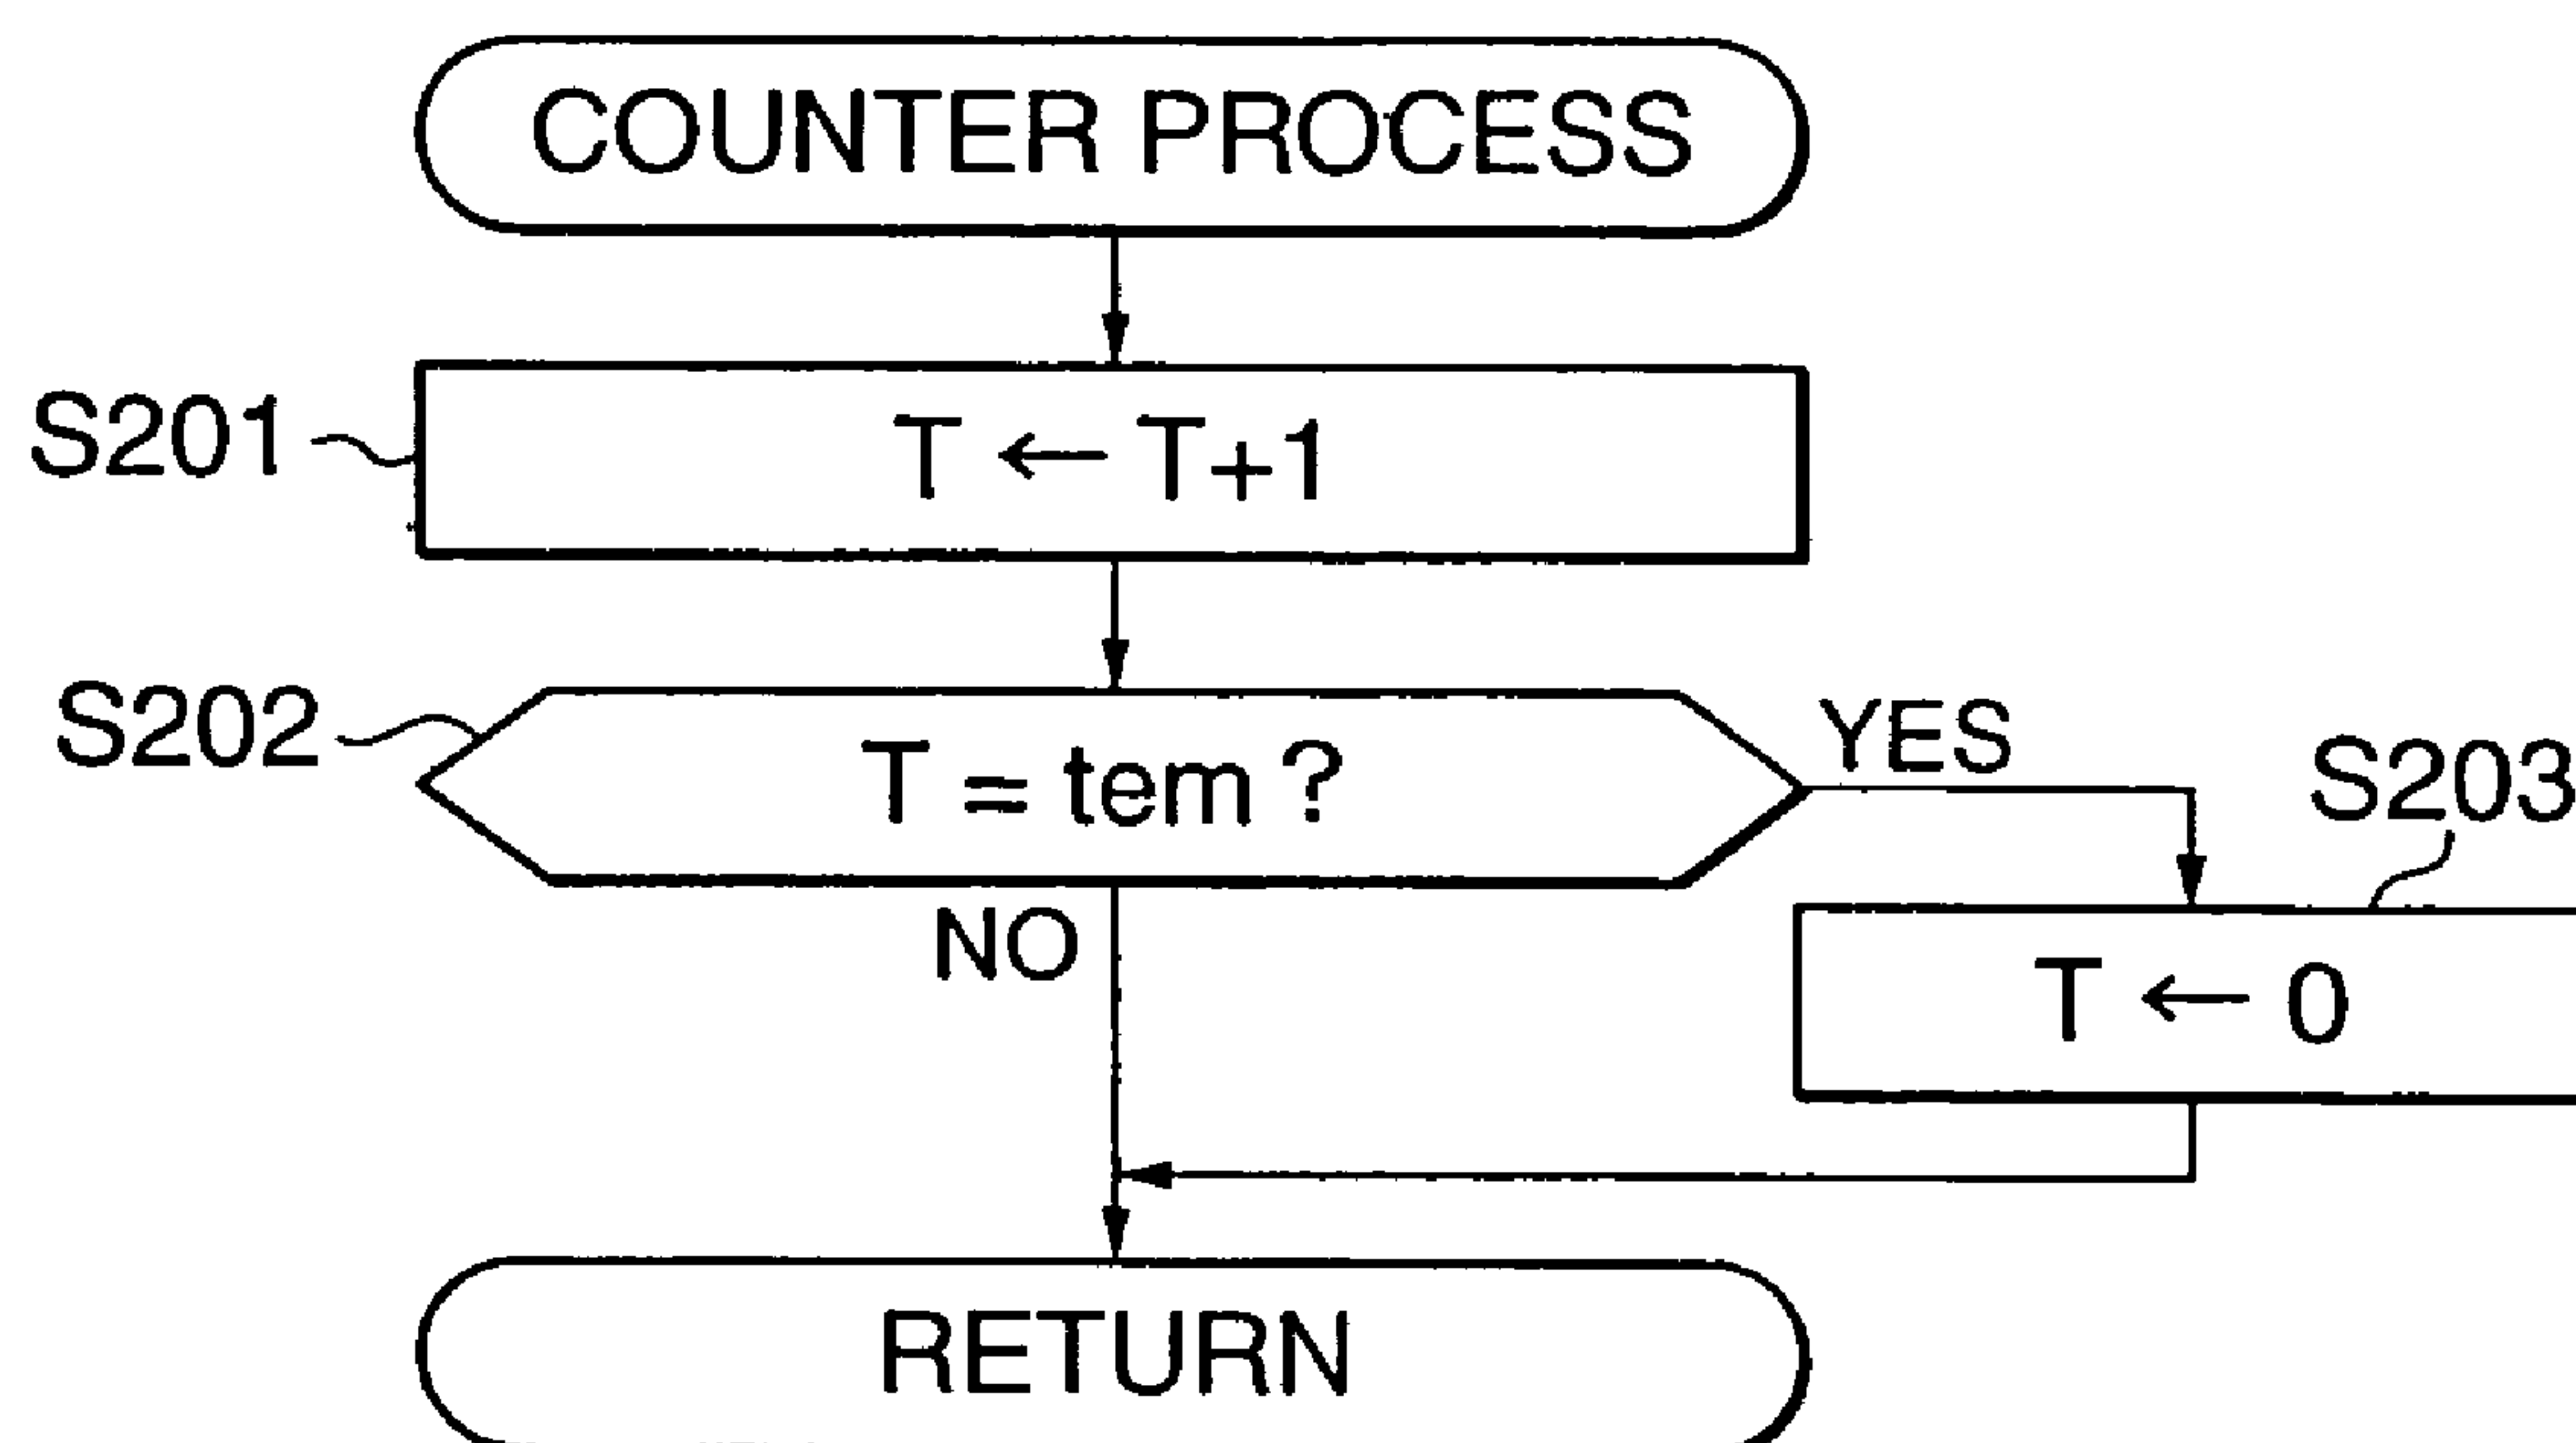 COUNTER PROCESS
S201
T ← T+1
S202
T = tem ?
YES
S203
NO
T ← 0
RETURN